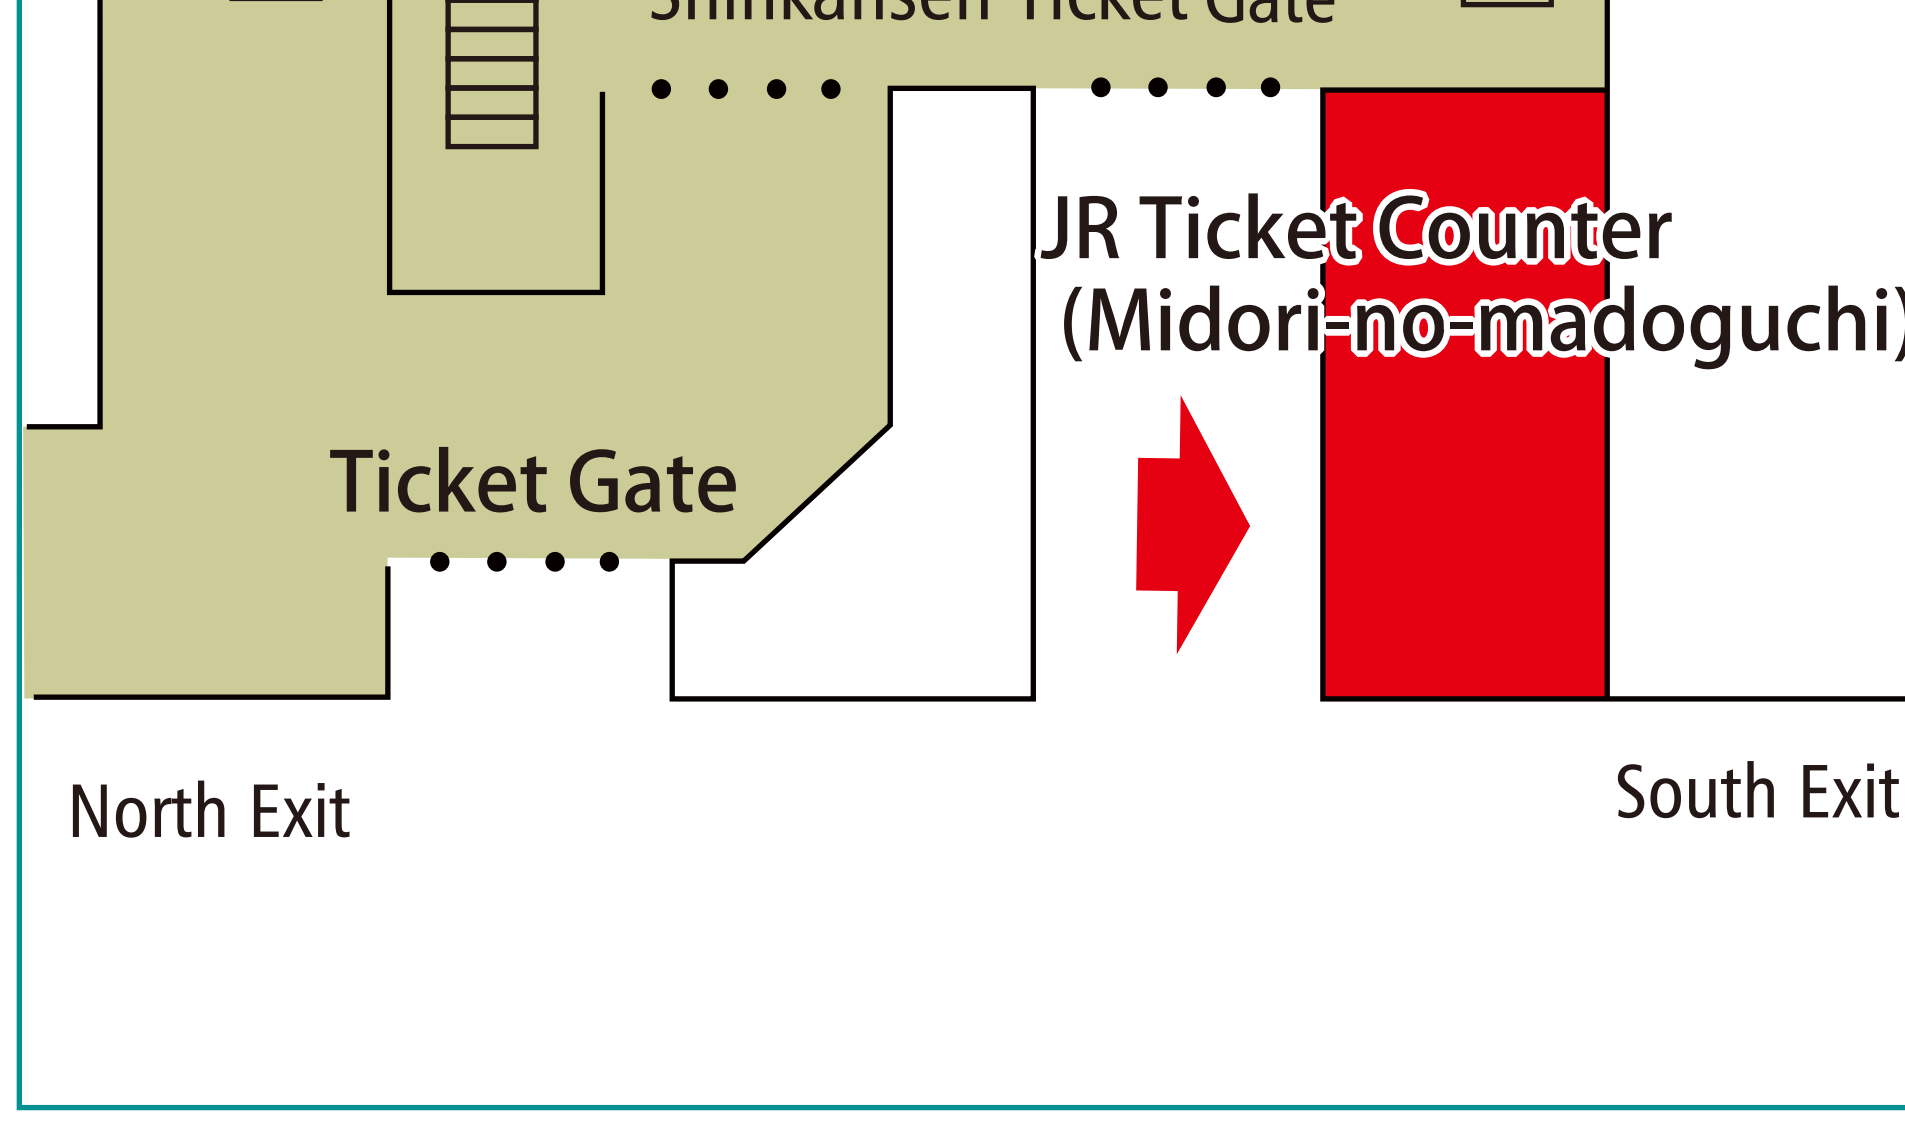 Shinkansen Ticket Gate
JR Ticket Counter
(Midori-no-madoguchi)
Ticket Gate
North Exit
South Exit